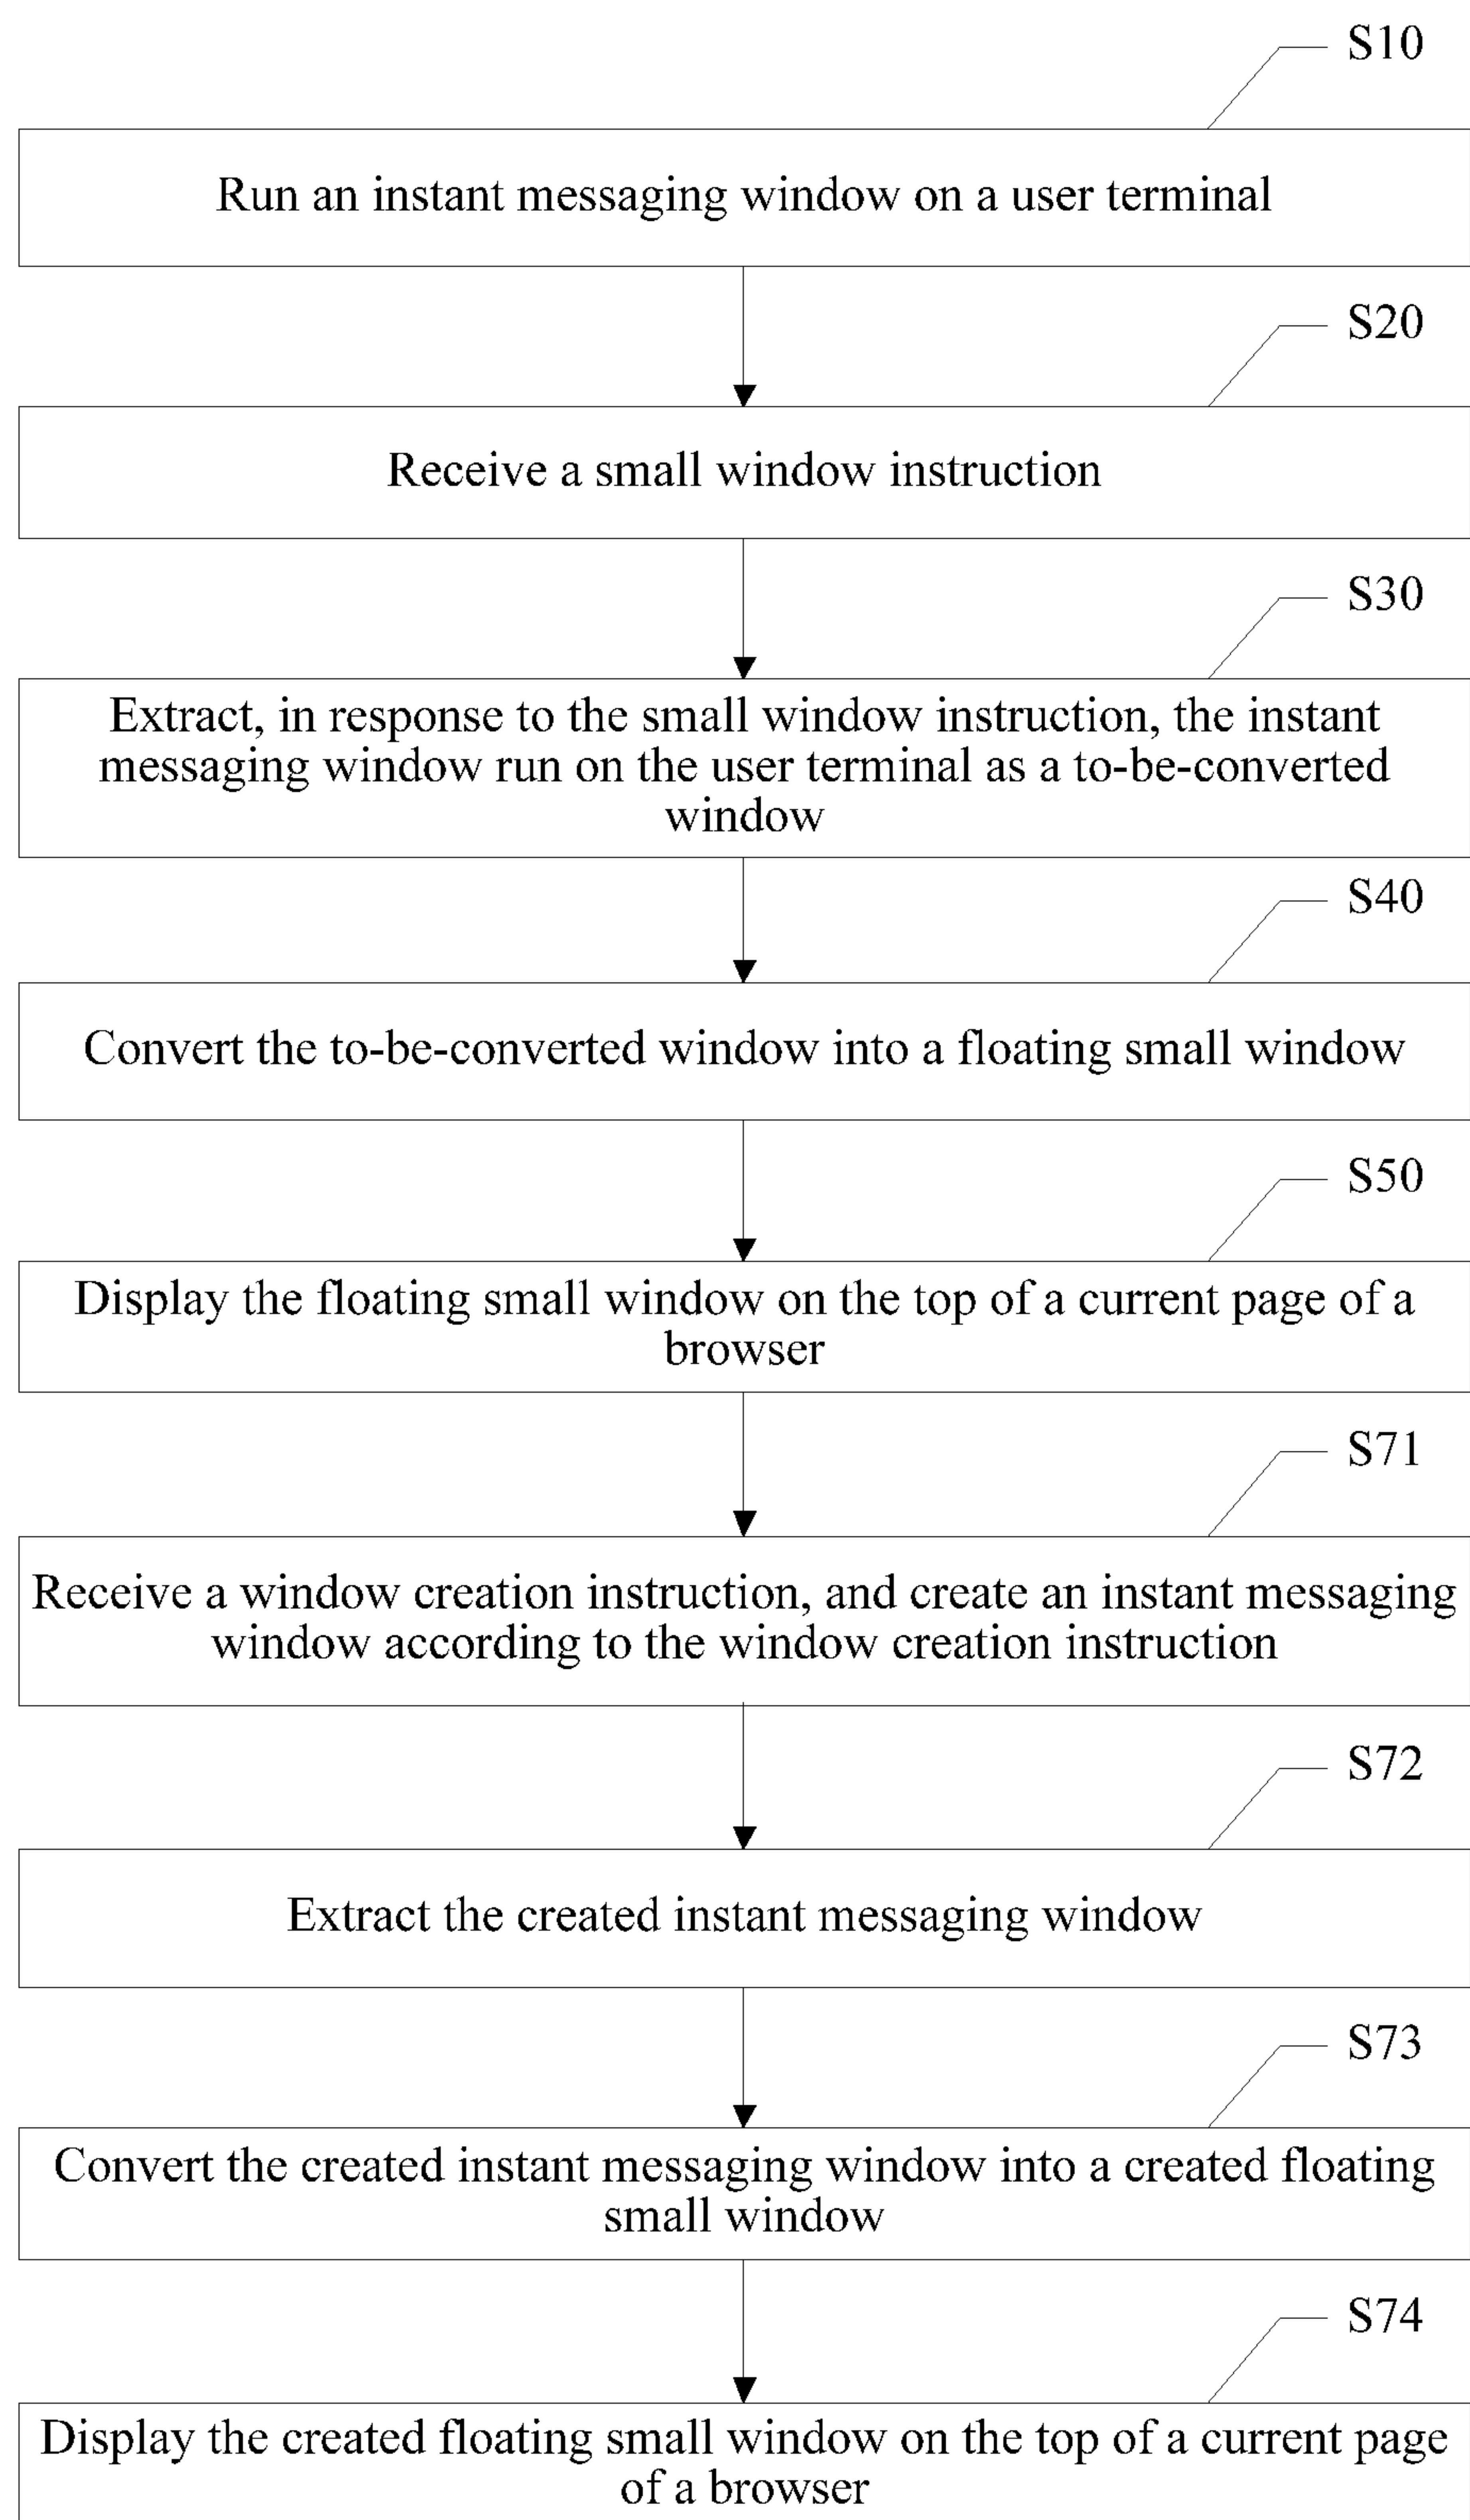 S10
Run an instant messaging window on a user terminal
S20
Receive a small window instruction
S30
Extract, in response to the small window instruction, the instant
messaging window run on the user terminal as a to-be-converted
window
S40
Convert the to-be-converted window into a floating small window
S50
Display the floating small window on the top of a current page of a
browser
S71
Receive a window creation instruction, and create an instant messaging
window according to the window creation instruction
S72
Extract the created instant messaging window
S73
Convert the created instant messaging window into a created floating
small window
S74
Display the created floating small window on the top of a current page
of a browser